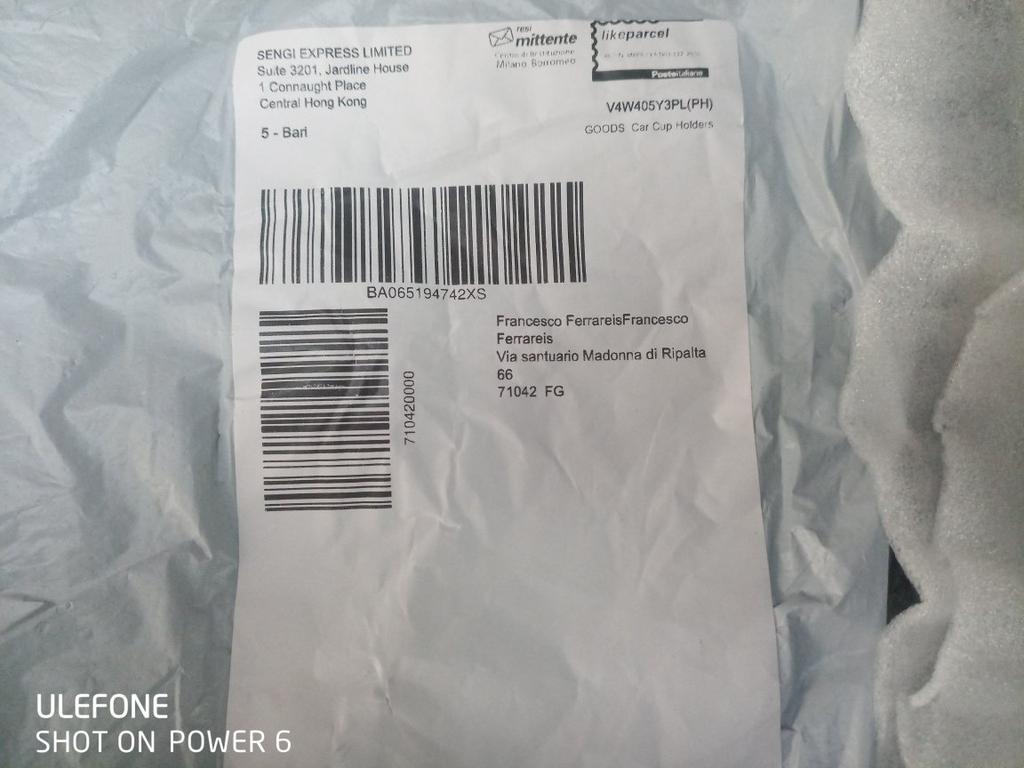 SENGI EXPRESS LIMITED
Suite 3201, Jardline House
1 Connaught Place
Central Hong Kong
5 - Bari
resi
mittente
Milano Borromeo
likeparcel
Posteitaliane
V4W405Y3PL(PH)
GOODS Car Cup Holders
BA065194742XS
710420000
Francesco FerrareisFrancesco
Ferrareis
Via santuario Madonna di Ripalta
66
71042 FG
ULEFONE
SHOT ON POWER 6